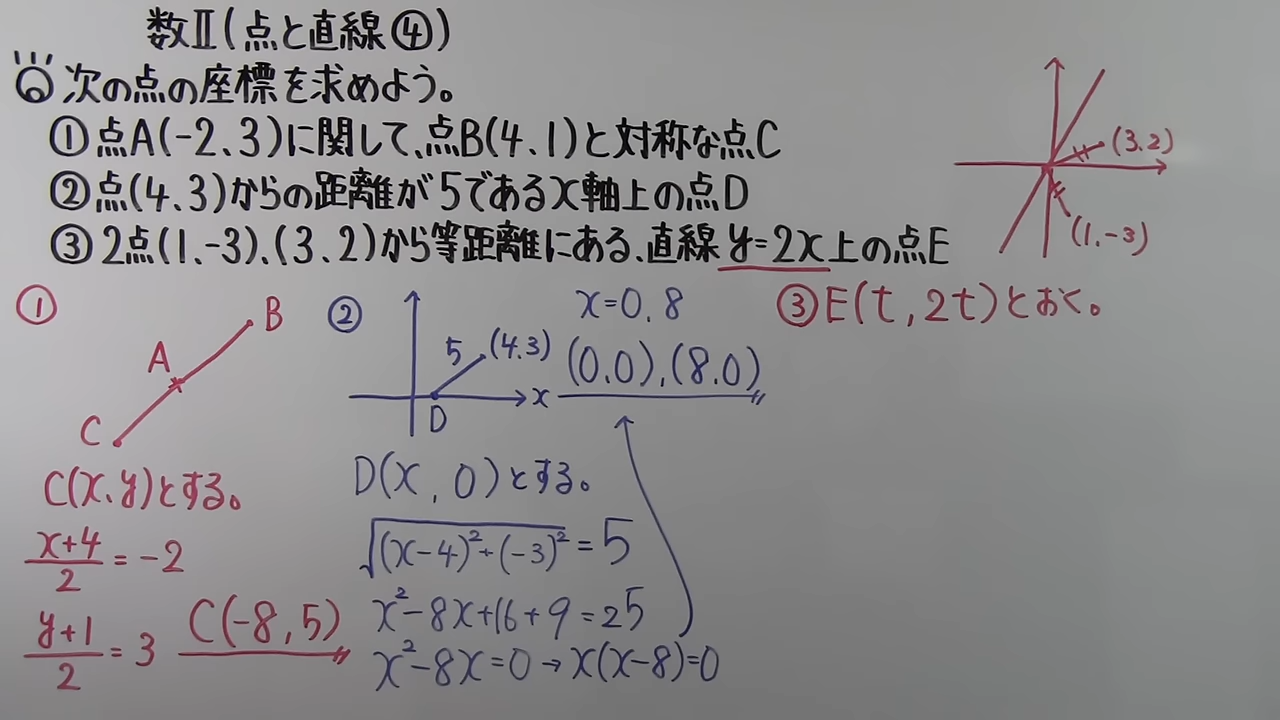 数Ⅱ(点と直線④)
◎次の点の座標を求めよう。
①点A(-2、3)に関して、点B(4、1)と対称な点C
②点(4、3)からの距離が5であるx軸上の点D
③2点(1、-3)、(3、2)から等距離にある、直線y=2x上の点E
(3.2)
(1,-3)
①
B
A
C
C(x、y)とする。
x+4/2=-2
y+1/2=3
C(-8,5)
②
5
(4.3)
x
D
x=0.8
(0.0),(8.0)
D(x,0)とする。
√(x-4)²+(-3)²=5
x²-8x+16+9=25
x²-8x=0→x(x-8)=0
③E(t,2t)とおく。